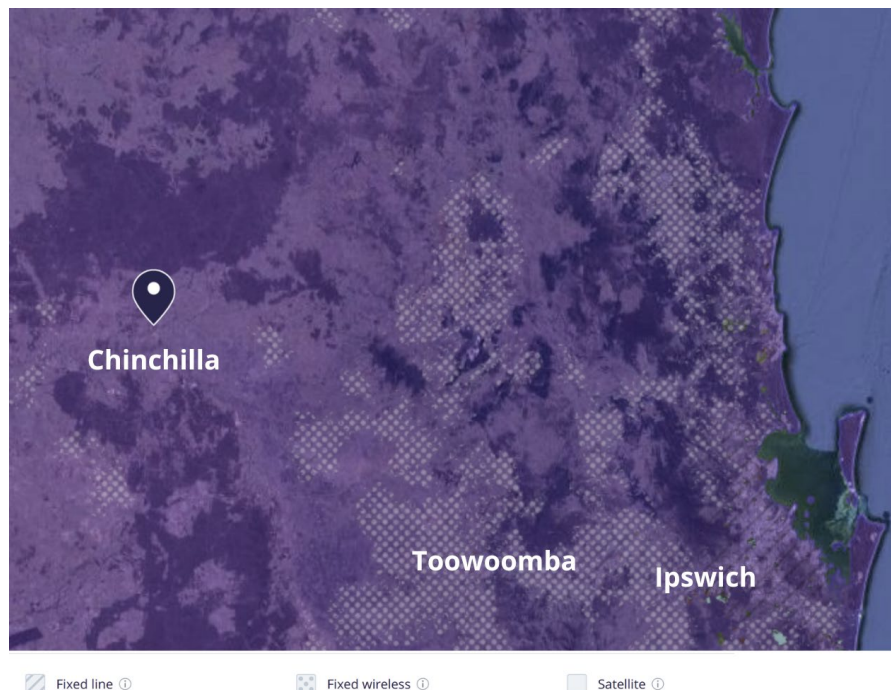 Chinchilla
Toowoomba
Ipswich
Fixed line ⓘ
Fixed wireless ⓘ
Satellite ⓘ